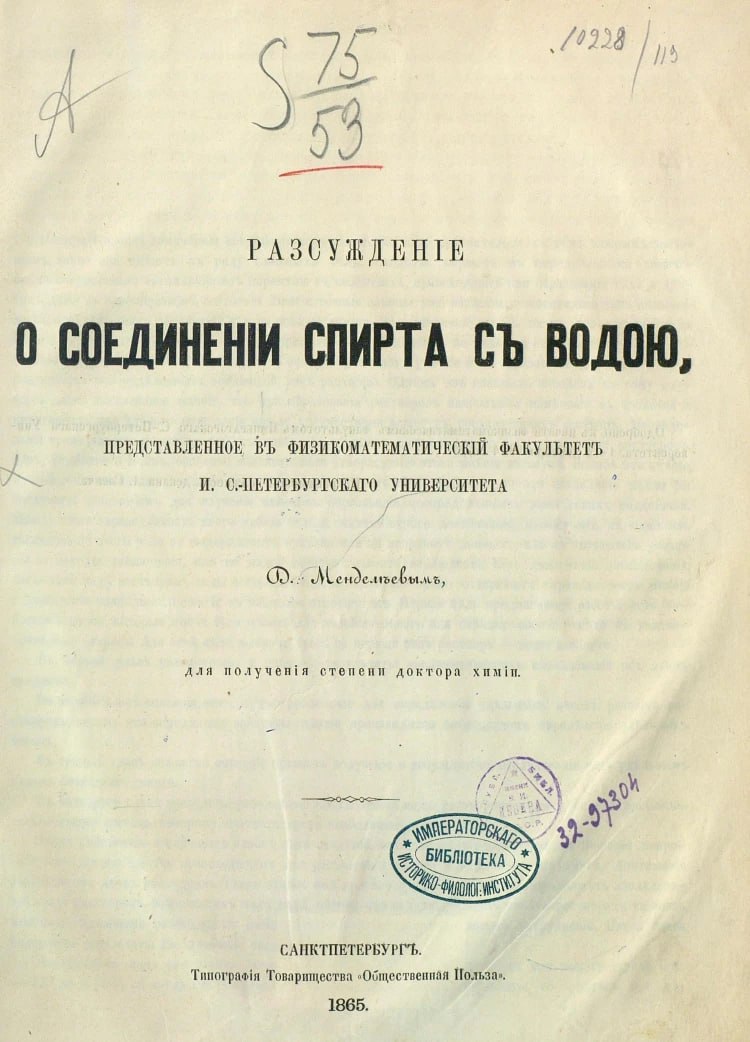 10228/113
S 75
53
РАЗСУЖДЕНІЕ
О СОЕДИНЕНІИ СПИРТА СЪ ВОДОЮ,
ПРЕДСТАВЛЕННОЕ ВЪ ФИЗИКОМАТЕМАТИЧЕСКІЙ ФАКУЛЬТЕТЪ
И. С.-ПЕТЕРБУРГСКАГО УНИВЕРСИТЕТА
Д. Менделѣевымъ,
для полученія степени доктора химіи.
БИБЛ.
32-97304
ИМПЕРАТОРСКАГО
БИБЛІОТЕКА
ИСТОРИКО-ФИЛОЛОГ. ИНСТИТУТА
САНКТПЕТЕРБУРГЪ.
Типографія Товарищества «Общественная Польза».
1865.